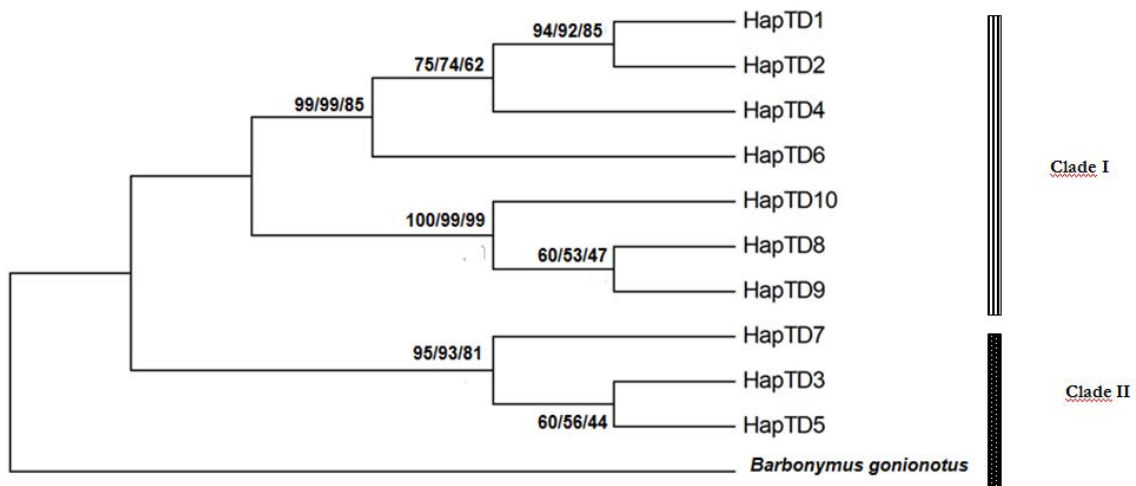 94/92/85
HapTD1
HapTD2
75/74/62
HapTD4
99/99/85
HapTD6
Clade I
HapTD10
100/99/99
HapTD8
60/53/47
HapTD9
HapTD7
95/93/81
HapTD3
Clade II
HapTD5
60/56/44
Barbonymus gonionotus